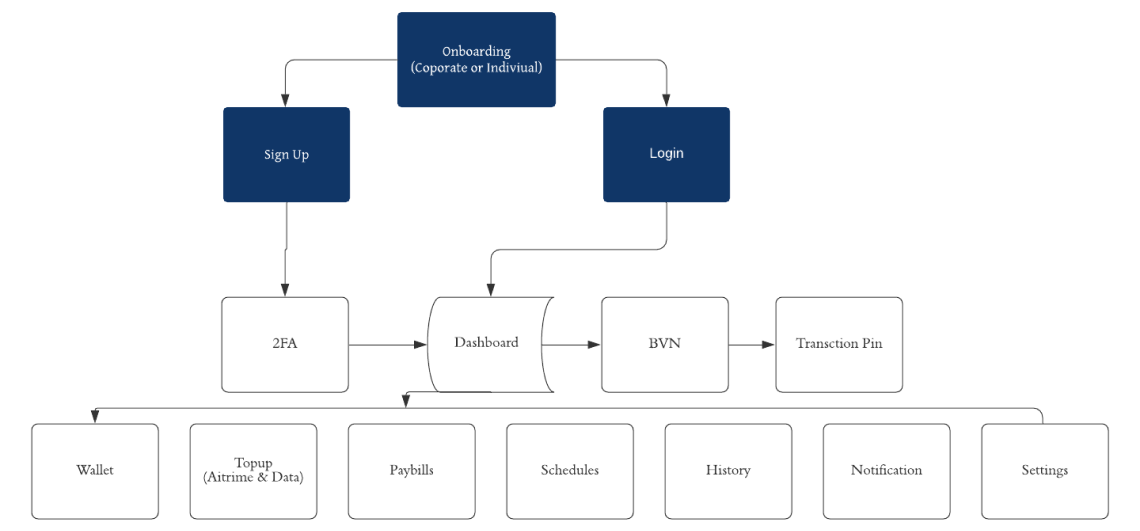 Onboarding
(Coporate or Indiviual)
Sign Up
Login
2FA
Dashboard
BVN
Transction Pin
Wallet
Topup
(Aitrime & Data)
Paybills
Schedules
History
Notification
Settings